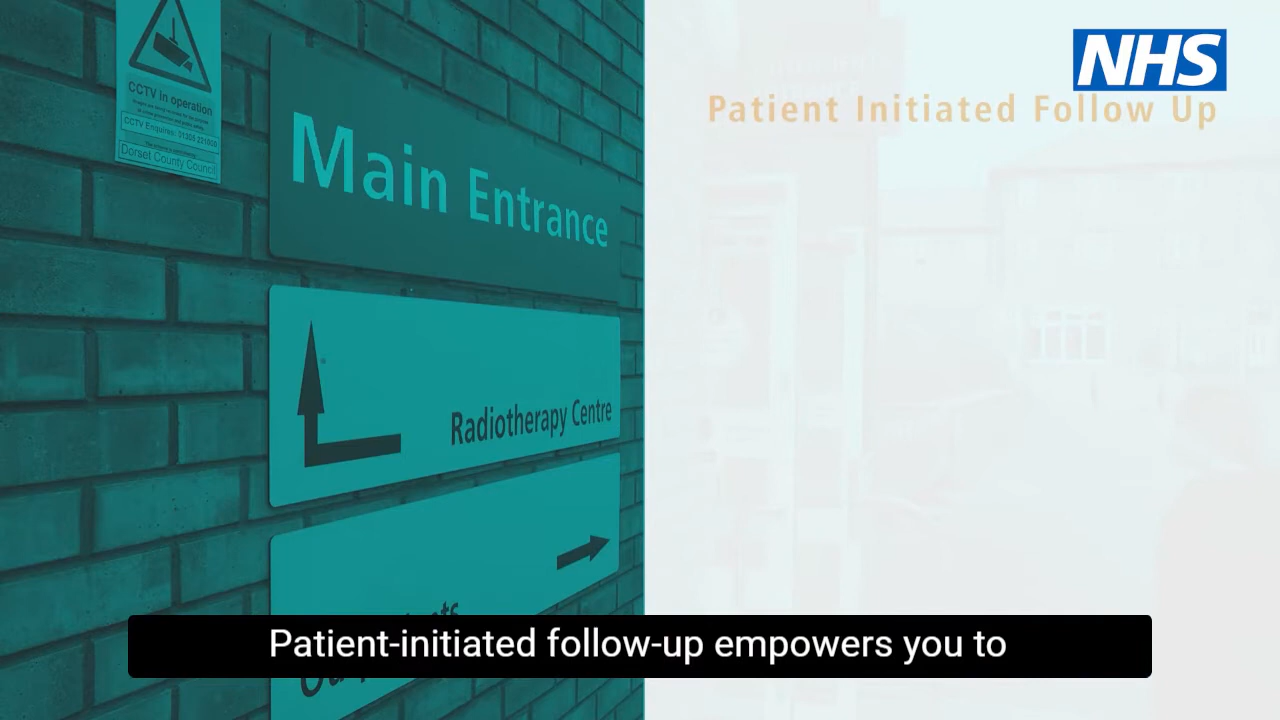 CCTV in operation
CCTV Enquires: 01305 221000
Dorset County Council
Main Entrance
Radiotherapy Centre
NHS
Patient Initiated Follow Up
Patient-initiated follow-up empowers you to